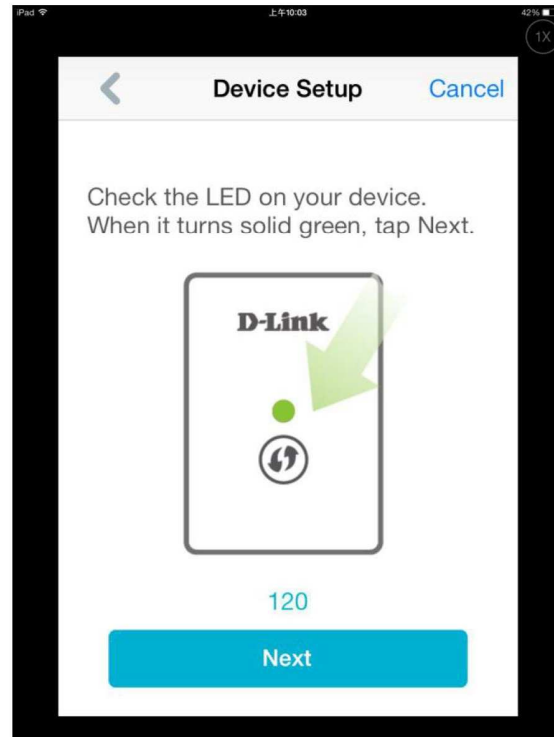 iPad
上午10:03
42%
1X
Device Setup
Cancel
Check the LED on your device.
When it turns solid green, tap Next.
D-Link
120
Next